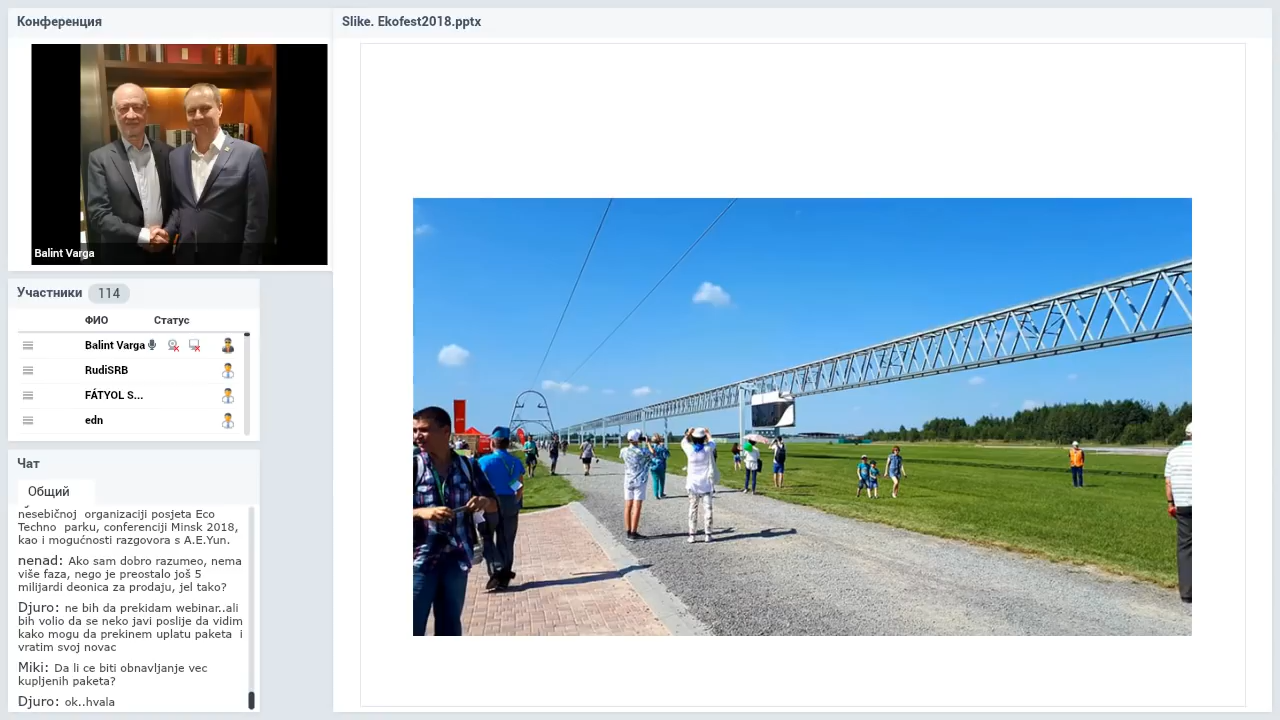 Конференция
Balint Varga
Участники 114
ФИО Статус
Balint Varga
RudiSRB
FÁTYOL S...
edn
Чат
Общий
nesebičnoj organizaciji posjeta Eco
Techno parku, conferenciji Minsk 2018,
kao i mogućnosti razgovora s A.E.Yun.
nenad: Ako sam dobro razumeo, nema
više faza, nego je preostalo još 5
milijardi deonica za prodaju, jel tako?
Djuro: ne bih da prekidam webinar..ali
bih volio da se neko javi poslije da vidim
kako mogu da prekinem uplatu paketa i
vratim svoj novac
Miki: Da li ce biti obnavljanje vec
kupljenih paketa?
Djuro: ok..hvala
Slike. Ekofest2018.pptx